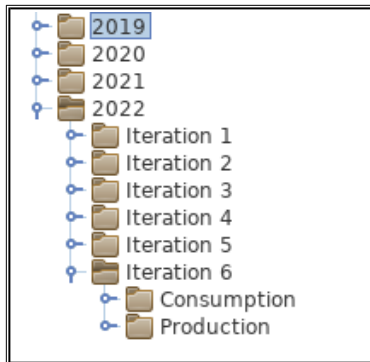 2019
2020
2021
2022
Iteration 1
Iteration 2
Iteration 3
Iteration 4
Iteration 5
Iteration 6
Consumption
Production